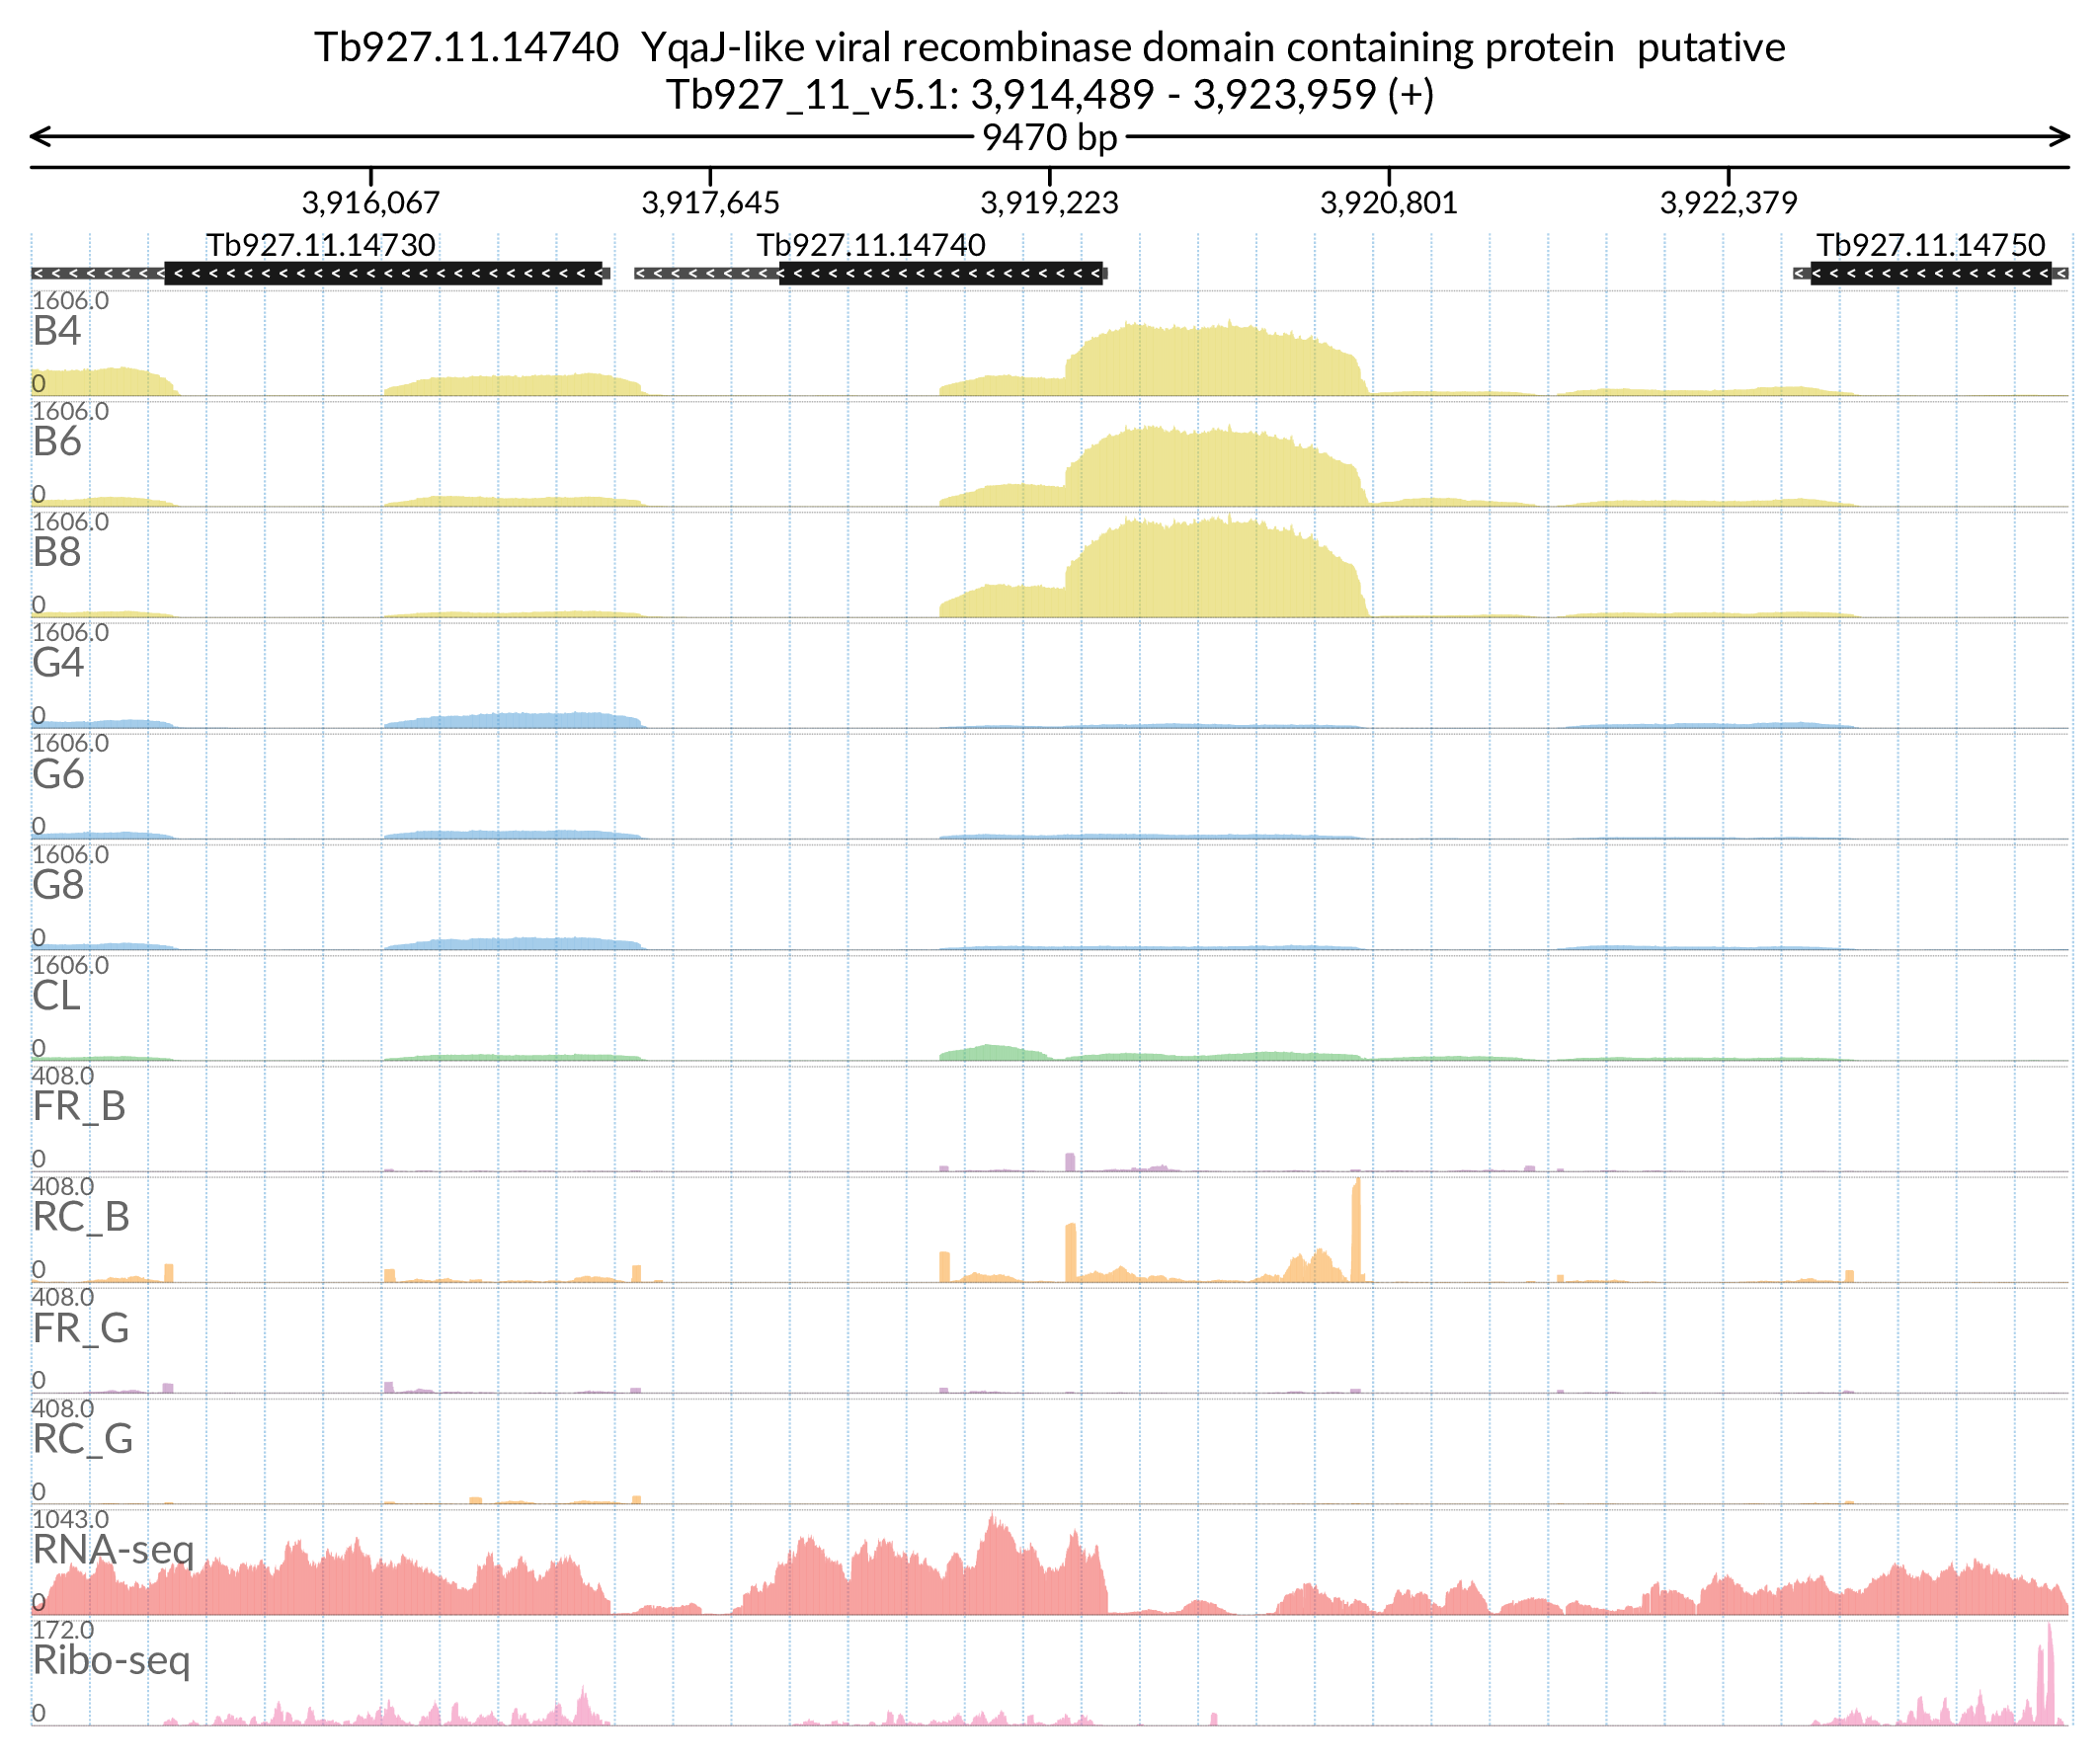 Tb927.11.14740  YqaJ-like viral recombinase domain containing protein  putative
Tb927_11_v5.1: 3,914,489 - 3,923,959 (+)
9470 bp
3,916,067 3,917,645 3,919,223 3,920,801 3,922,379
Tb927.11.14730 Tb927.11.14740 Tb927.11.14750
1606.0
B4
0
1606.0
B6
0
1606.0
B8
0
1606.0
G4
0
1606.0
G6
0
1606.0
G8
0
1606.0
CL
0
408.0
FR_B
0
408.0
RC_B
0
408.0
FR_G
0
408.0
RC_G
0
1043.0
RNA-seq
0
172.0
Ribo-seq
0